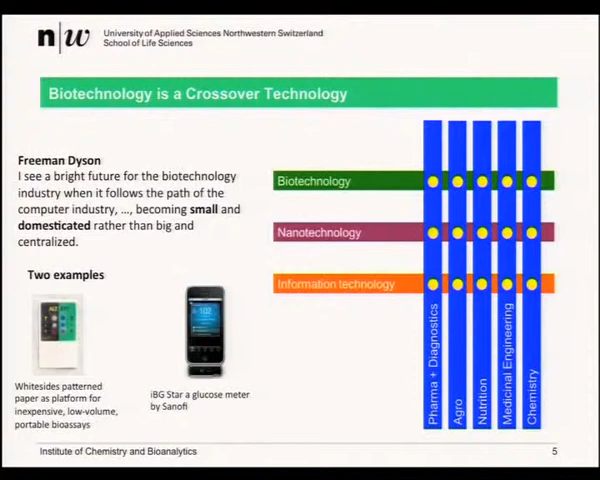 n|w
University of Applied Sciences Northwestern Switzerland
School of Life Sciences
Biotechnology is a Crossover Technology
Freeman Dyson
I see a bright future for the biotechnology
industry when it follows the path of the
computer industry, …, becoming small and
domesticated rather than big and
centralized.
Two examples
Whitesides patterned
paper as platform for
inexpensive, low-volume,
portable bioassays
iBG Star a glucose meter
by Sanofi
Biotechnology
Nanotechnology
Information technology
Pharma + Diagnostics
Agro
Nutrition
Medicinal Engineering
Chemistry
Institute of Chemistry and Bioanalytics
5